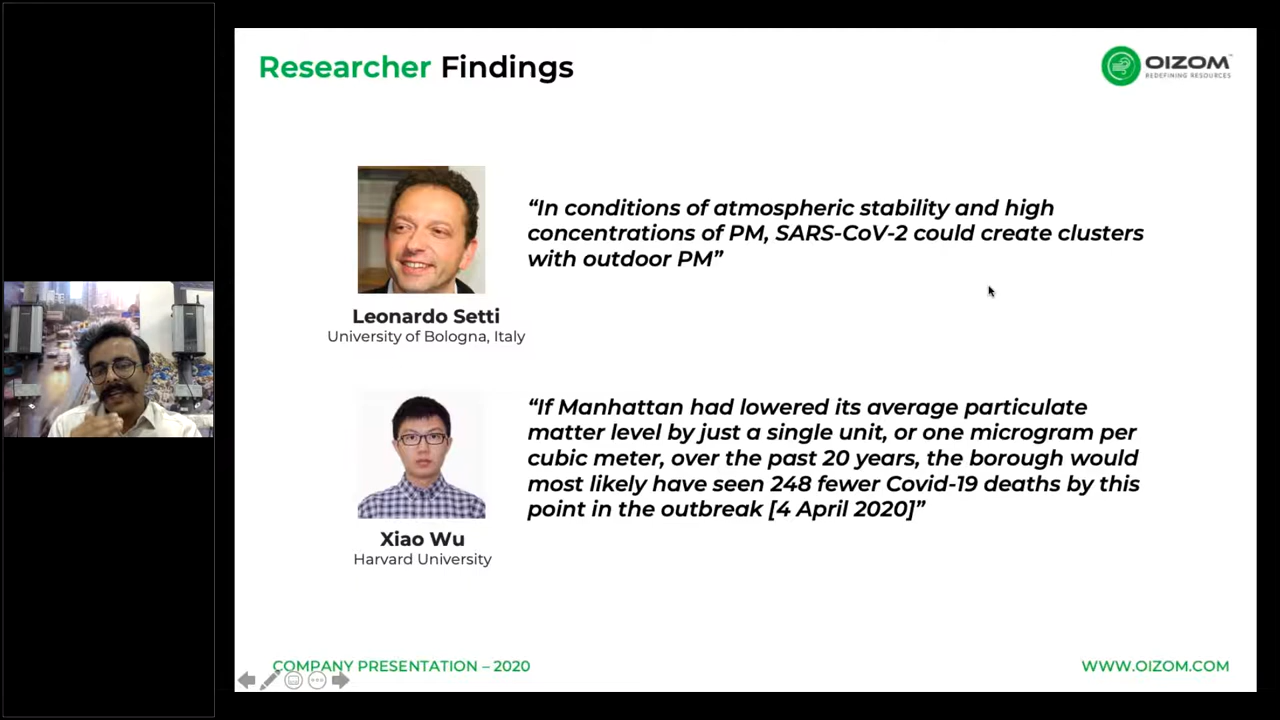 Researcher Findings
OIZOM™
REDEFINING RESOURCES
“In conditions of atmospheric stability and high
concentrations of PM, SARS-CoV-2 could create clusters
with outdoor PM”
Leonardo Setti
University of Bologna, Italy
“If Manhattan had lowered its average particulate
matter level by just a single unit, or one microgram per
cubic meter, over the past 20 years, the borough would
most likely have seen 248 fewer Covid-19 deaths by this
point in the outbreak [4 April 2020]”
Xiao Wu
Harvard University
COMPANY PRESENTATION – 2020
WWW.OIZOM.COM